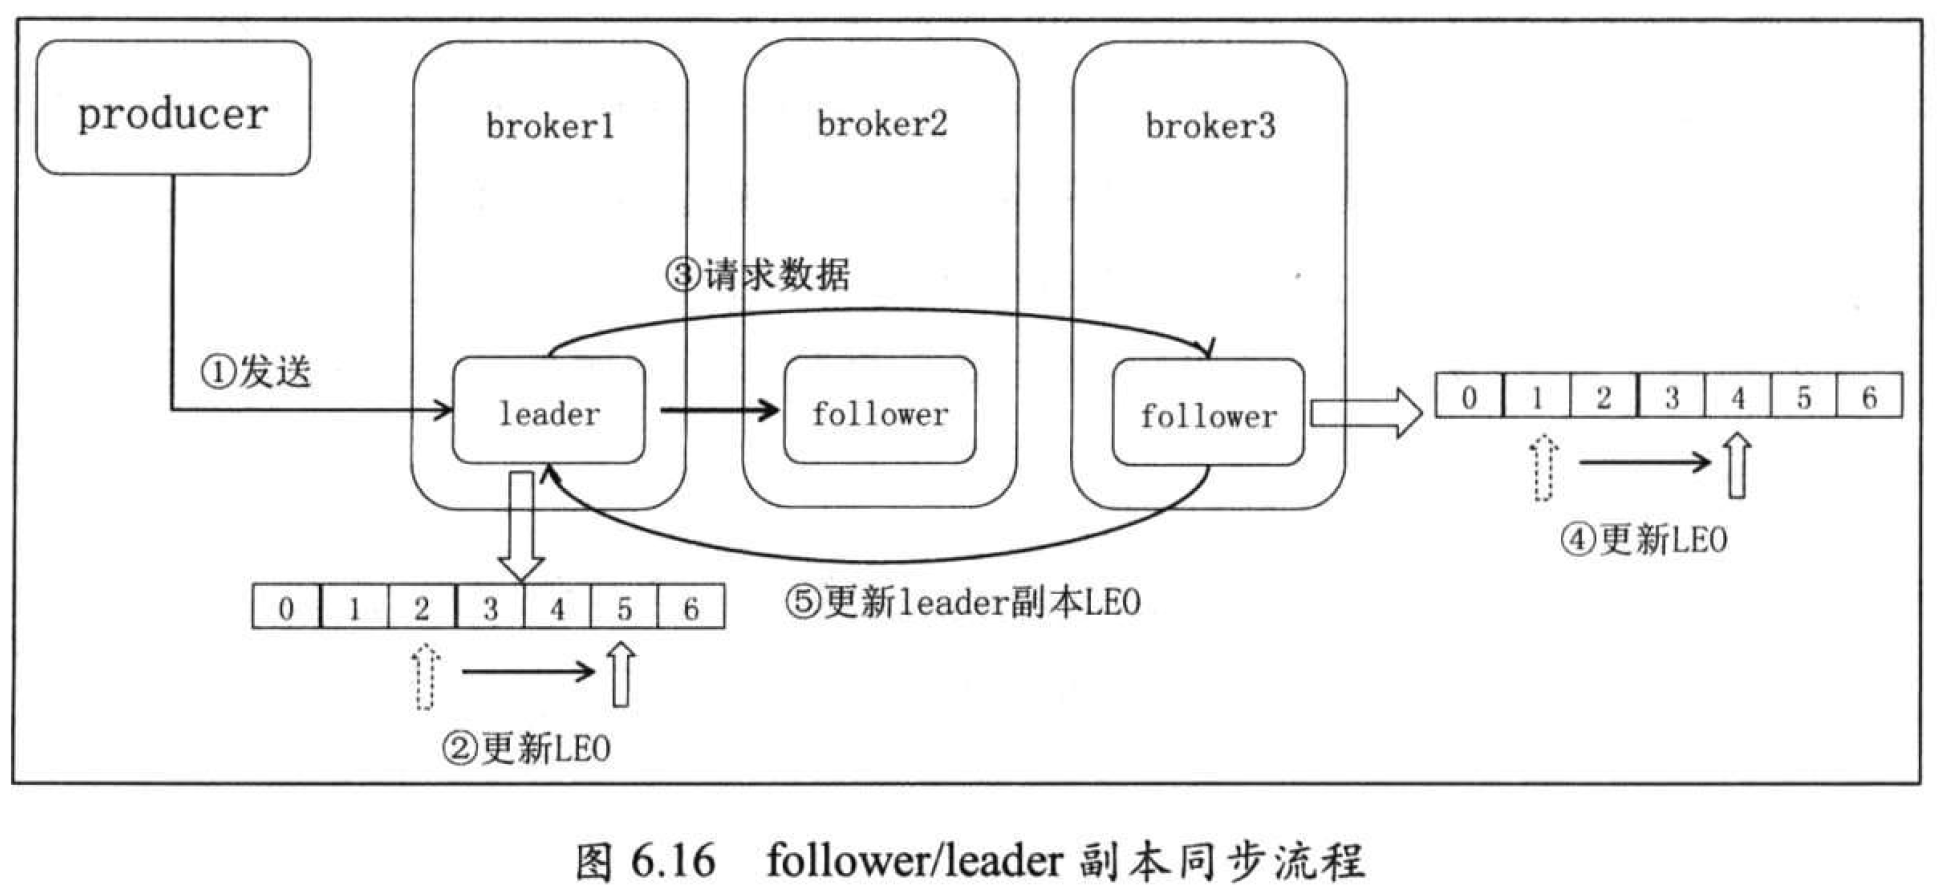 producer
broker1
broker2
broker3
③请求数据
①发送
leader
follower
follower
0 1 2 3 4 5 6
④更新LEO
0 1 2 3 4 5 6
⑤更新leader副本LEO
②更新LEO
图 6.16 follower/leader 副本同步流程